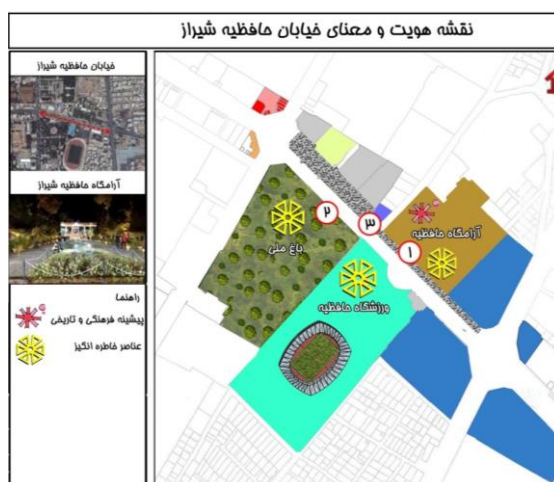 نقشه هویت و معنای خیابان حافظیه شیراز
خیابان حافظیه شیراز
آرامگاه حافظیه شیراز
راهنما
پیشینه فرهنگی و تاریخی
عناصر خاطره انگیز
۲
۳
آرامگاه حافظیه
۱
باغ ملی
ورزشگاه حافظیه